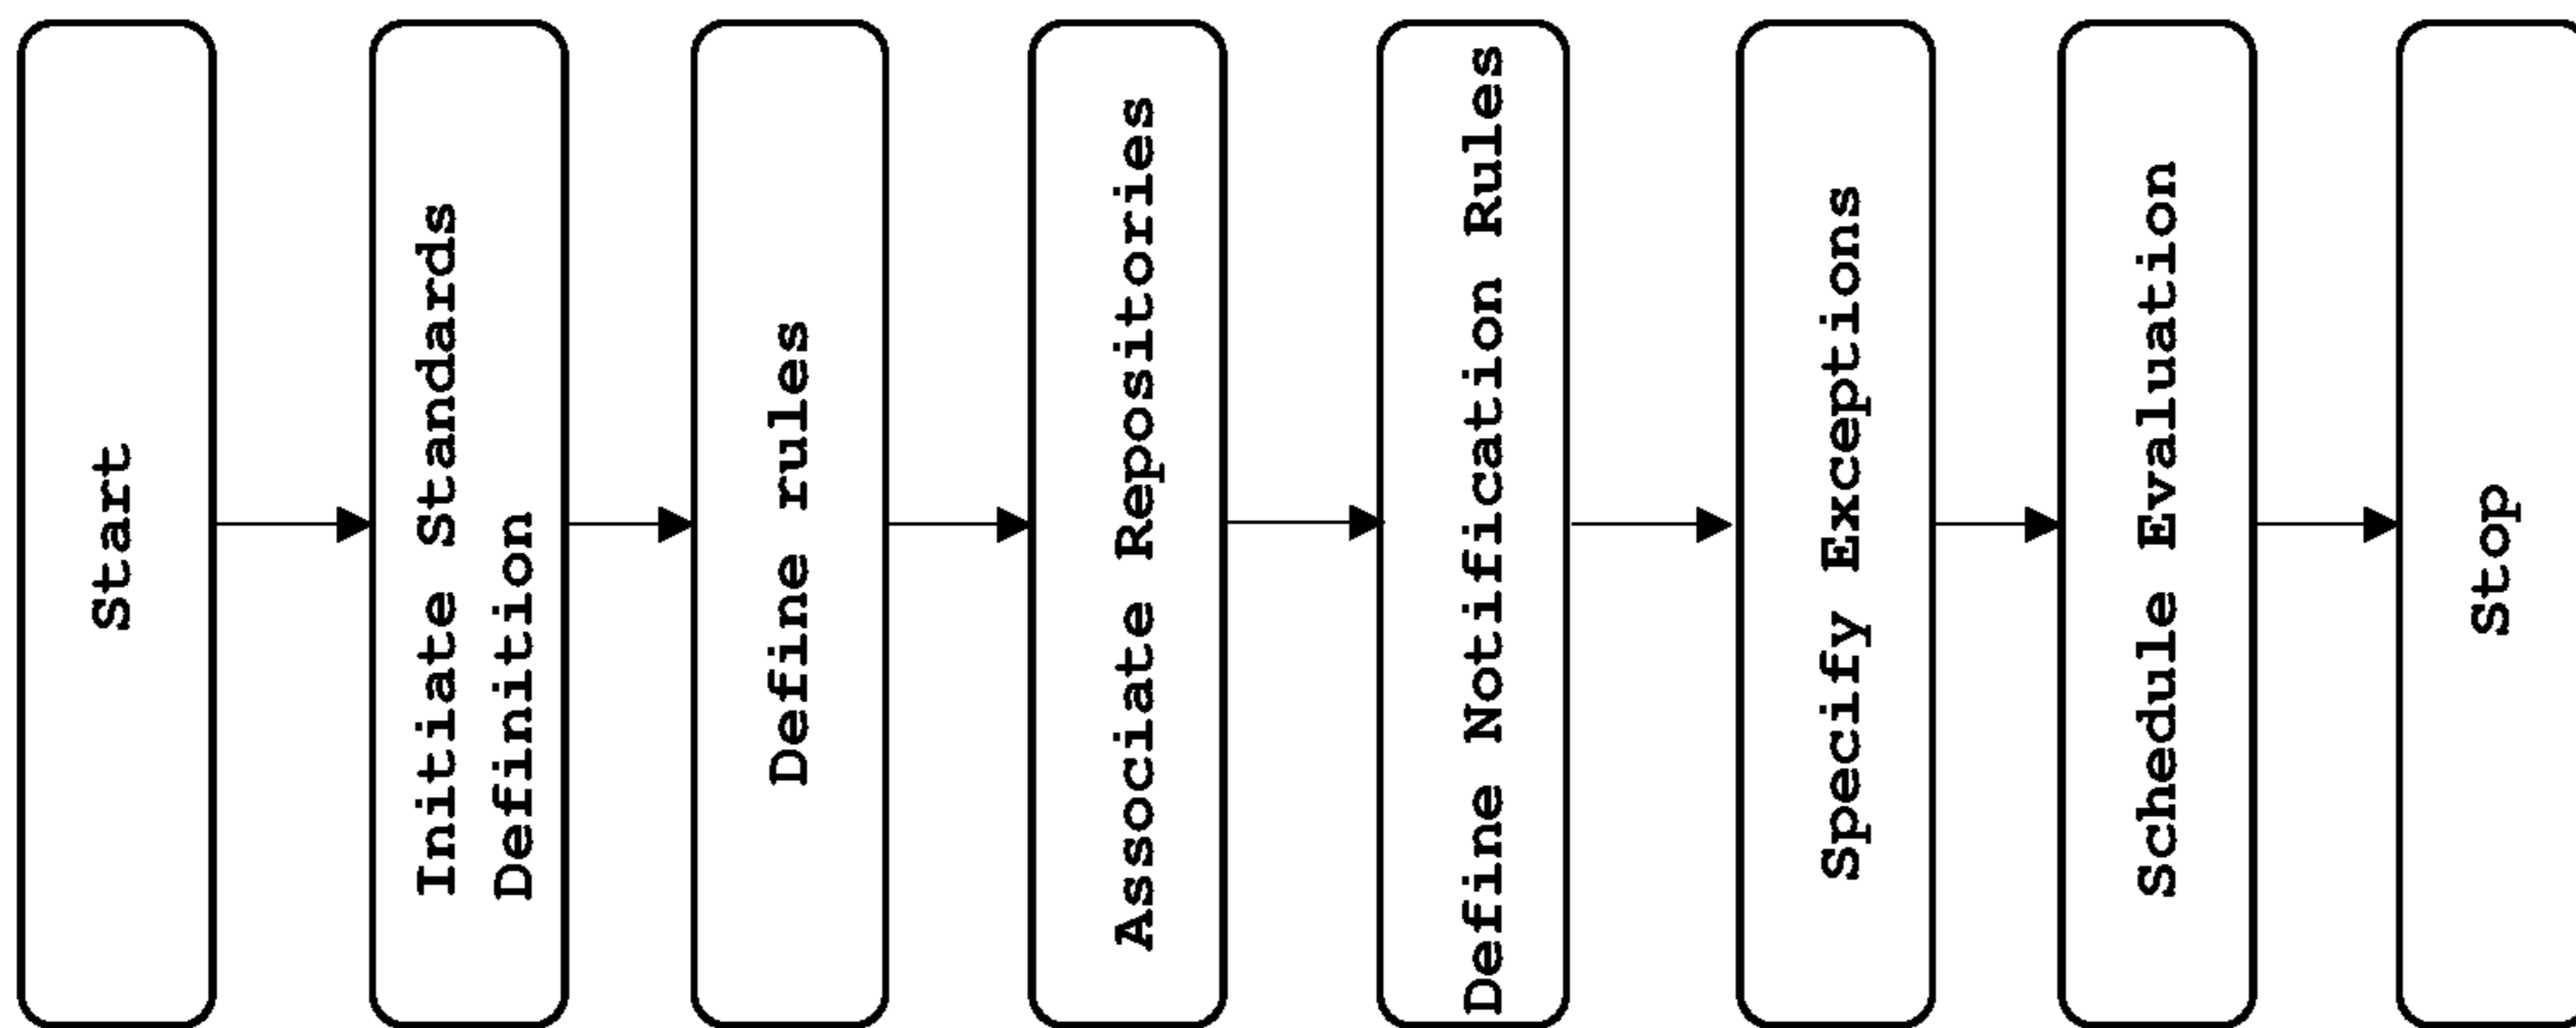 Start
Initiate Standards
Definition
Define rules
Associate Repositories
Define Notification Rules
Specify Exceptions
Schedule Evaluation
Stop